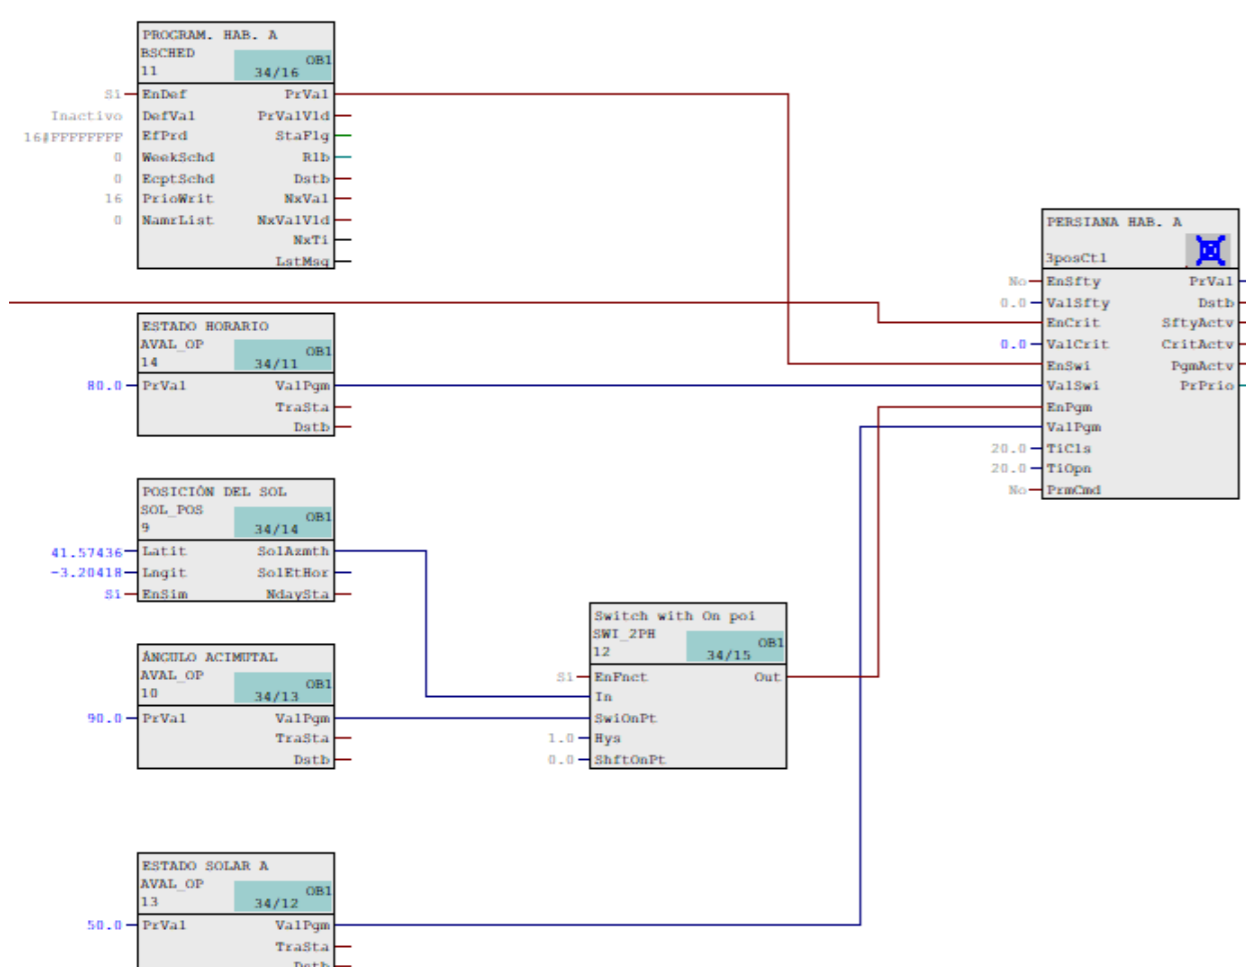 PROGRAM. HAB. A
BSCHED
OB1
11
34/16
Si
EnDef
PrVal
Inactivo
DefVal
PrValVld
16#FFFFFFFF
EfPrd
StaFlg
0
WeekSchd
Rlb
0
EcptSchd
Dstb
16
PrioWrit
NxVal
0
NamrList
NxValVld
NxTi
LstMsg
PERSIANA HAB. A
3posCtl
No
EnSfty
PrVal
0.0
ValSfty
Dstb
EnCrit
SftyActv
0.0
ValCrit
CritActv
EnSwi
PgmActv
ValSwi
PrPrio
EnPgm
ValPgm
20.0
TiCls
20.0
TiOpn
No
PrmCmd
ESTADO HORARIO
AVAL_OP
OB1
14
34/11
80.0
PrVal
ValPgm
TraSta
Dstb
POSICIÓN DEL SOL
SOL_POS
OB1
9
34/14
41.57436
Latit
SolAzmth
-3.20418
Lngit
SolEtHor
Si
EnSim
NdaySta
Switch with On poi
SWI_2PH
OB1
12
34/15
Si
EnFnct
Out
In
SwiOnPt
1.0
Hys
0.0
ShftOnPt
ÁNGULO ACIMUTAL
AVAL_OP
OB1
10
34/13
90.0
PrVal
ValPgm
TraSta
Dstb
ESTADO SOLAR A
AVAL_OP
OB1
13
34/12
50.0
PrVal
ValPgm
TraSta
Dstb